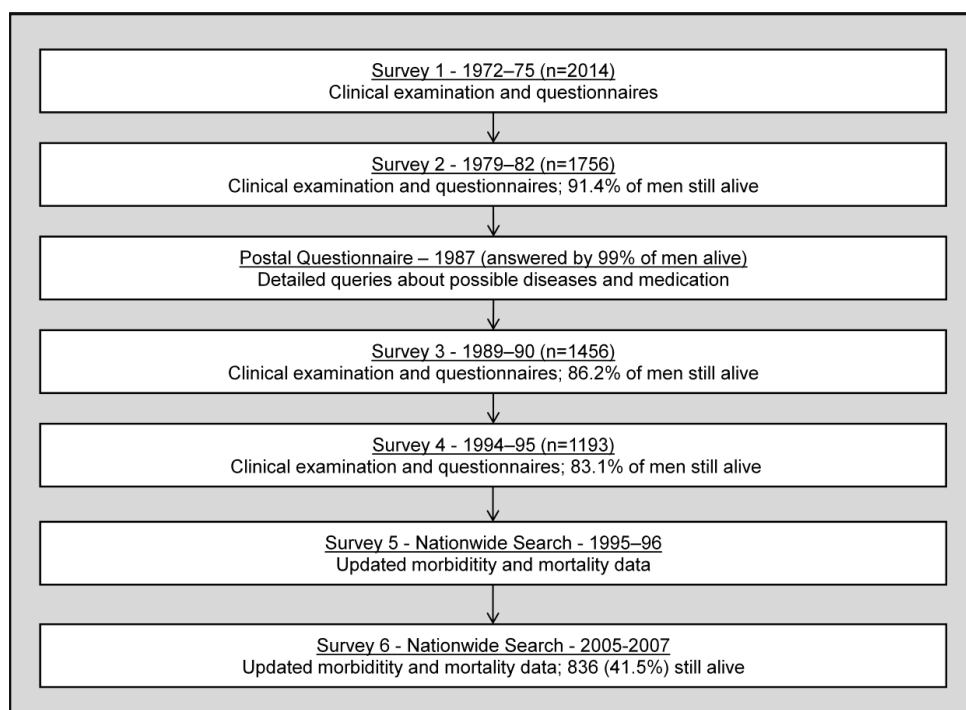 Survey 1 - 1972–75 (n=2014)
Clinical examination and questionnaires
Survey 2 - 1979–82 (n=1756)
Clinical examination and questionnaires; 91.4% of men still alive
Postal Questionnaire – 1987 (answered by 99% of men alive)
Detailed queries about possible diseases and medication
Survey 3 - 1989–90 (n=1456)
Clinical examination and questionnaires; 86.2% of men still alive
Survey 4 - 1994–95 (n=1193)
Clinical examination and questionnaires; 83.1% of men still alive
Survey 5 - Nationwide Search - 1995–96
Updated morbiditity and mortality data
Survey 6 - Nationwide Search - 2005-2007
Updated morbiditity and mortality data; 836 (41.5%) still alive